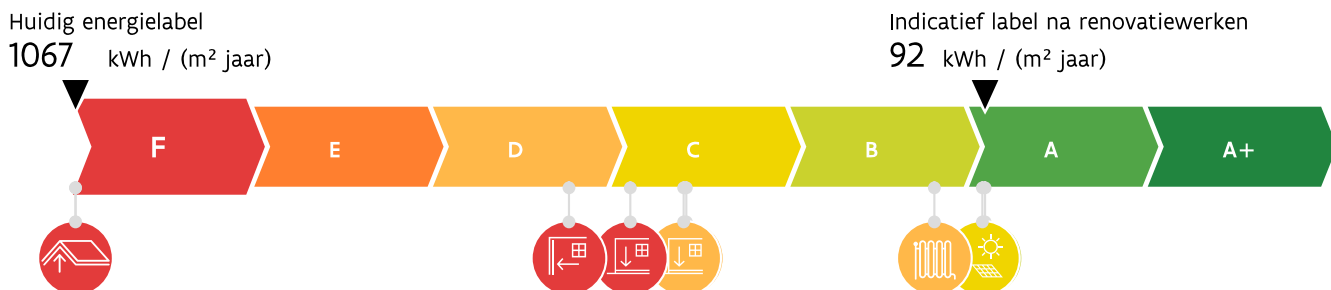 Huidig energielabel
1067 kWh / (m² jaar)
Indicatief label na renovatiewerken
92 kWh / (m² jaar)
F
E
D
C
B
A
A+